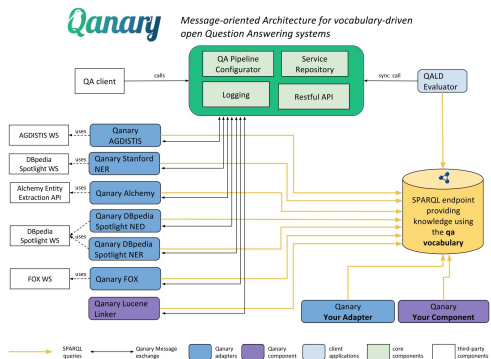 Qanary
Message-oriented Architecture for vocabulary-driven
open Question Answering systems
QA client
calls
QA Pipeline
Configurator
Service
Repository
Logging
Restful API
sync call
QALD
Evaluator
AGDISTIS WS
uses
Qanary
AGDISTIS
DBpedia
Spotlight WS
uses
Qanary Stanford
NER
Alchemy Entity
Extraction API
uses
Qanary Alchemy
DBpedia
Spotlight WS
uses
Qanary DBpedia
Spotlight NED
Qanary DBpedia
Spotlight NER
FOX WS
uses
Qanary FOX
Qanary Lucene
Linker
SPARQL endpoint
providing
knowledge using
the qa
vocabulary
Qanary
Your Adapter
Qanary
Your Component
SPARQL
queries
Qanary Message
exchange
Qanary
adapters
Qanary
component
client
applications
core
components
third-party
components